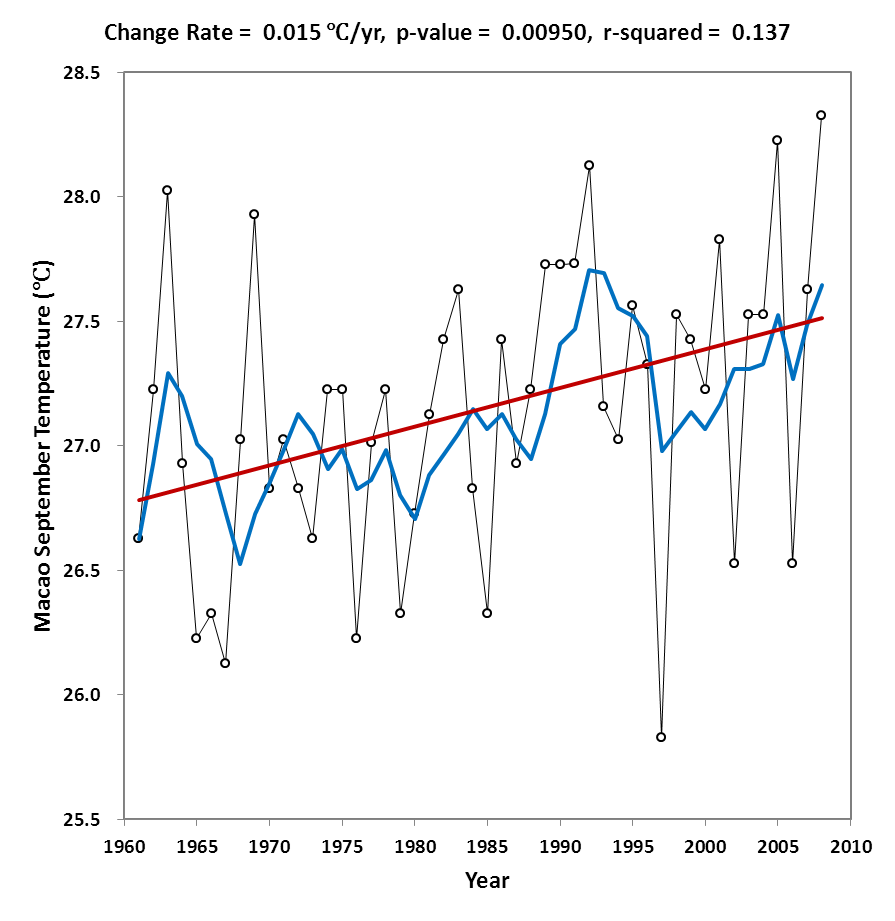 Change Rate = 0.015 ℃/yr, p-value = 0.00950, r-squared = 0.137
28.5
28.0
27.5
27.0
26.5
26.0
25.5
Macao September Temperature (℃)
1960 1965 1970 1975 1980 1985 1990 1995 2000 2005 2010
Year